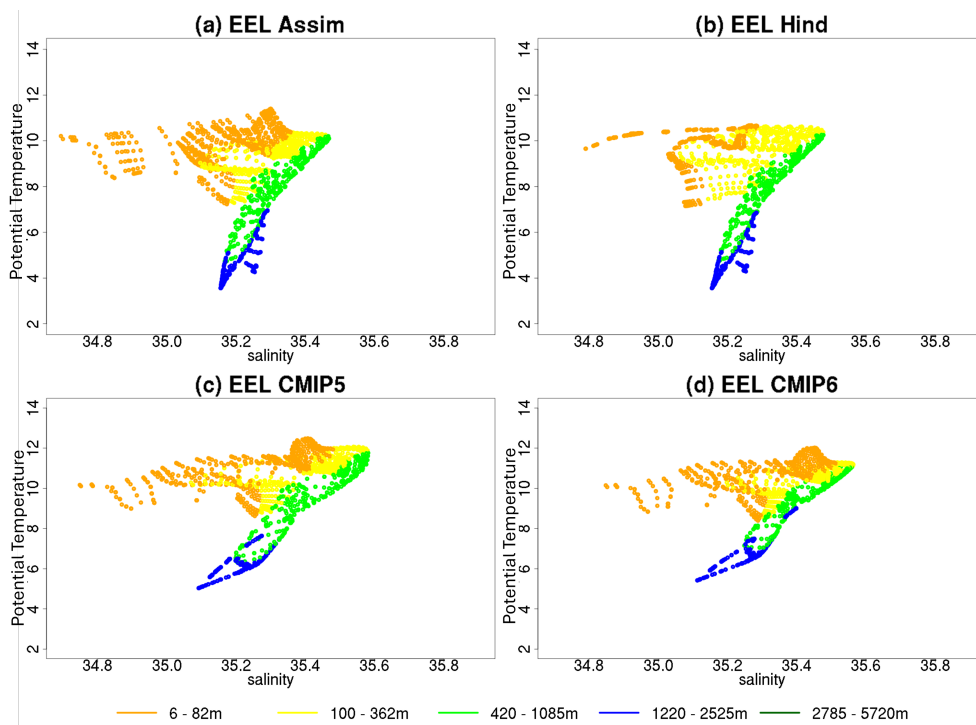 (a) EEL Assim
(b) EEL Hind
Potential Temperature
14
12
10
8
6
4
2
34.8 35.0 35.2 35.4 35.6 35.8
salinity
Potential Temperature
14
12
10
8
6
4
2
34.8 35.0 35.2 35.4 35.6 35.8
salinity
(c) EEL CMIP5
(d) EEL CMIP6
Potential Temperature
14
12
10
8
6
4
2
34.8 35.0 35.2 35.4 35.6 35.8
salinity
Potential Temperature
14
12
10
8
6
4
2
34.8 35.0 35.2 35.4 35.6 35.8
salinity
6 - 82m 100 - 362m 420 - 1085m 1220 - 2525m 2785 - 5720m